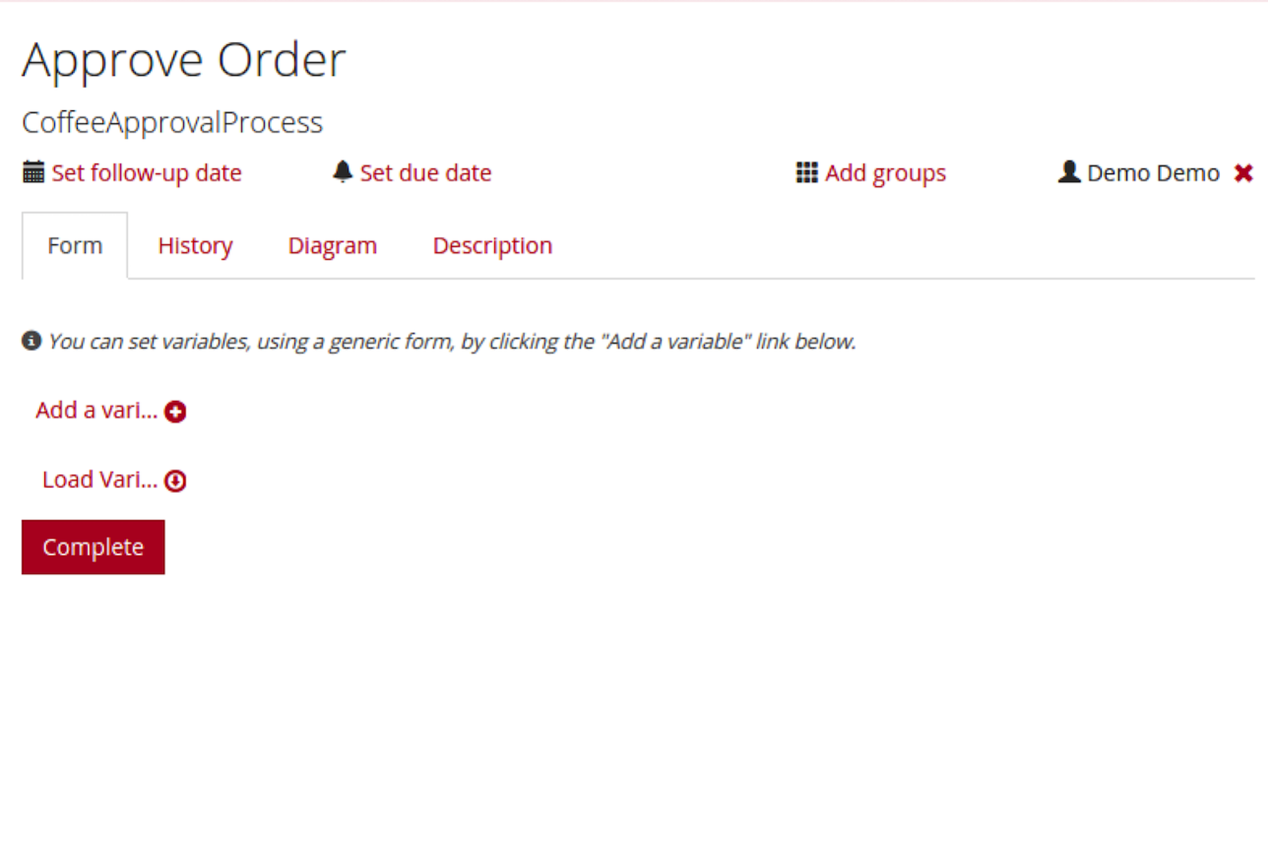 Approve Order
CoffeeApprovalProcess
Set follow-up date Set due date Add groups Demo Demo
Form History Diagram Description
You can set variables, using a generic form, by clicking the "Add a variable" link below.
Add a vari...
Load Vari...
Complete